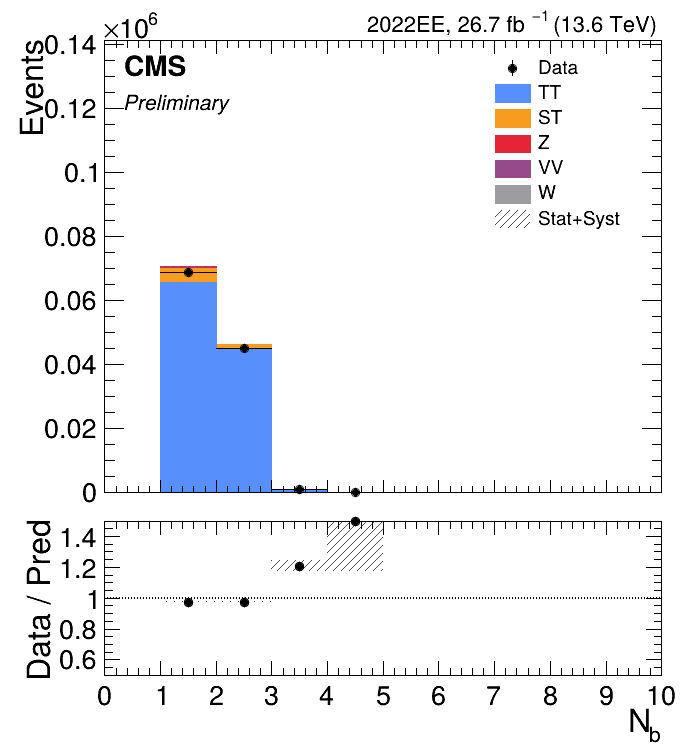 ×10⁶
2022EE, 26.7 fb ⁻¹ (13.6 TeV)
Events
0.14
0.12
0.1
0.08
0.06
0.04
0.02
0
CMS
Preliminary
Data
TT
ST
Z
VV
W
Stat+Syst
Data / Pred
1.4
1.2
1
0.8
0.6
0 1 2 3 4 5 6 7 8 9 10
N_b